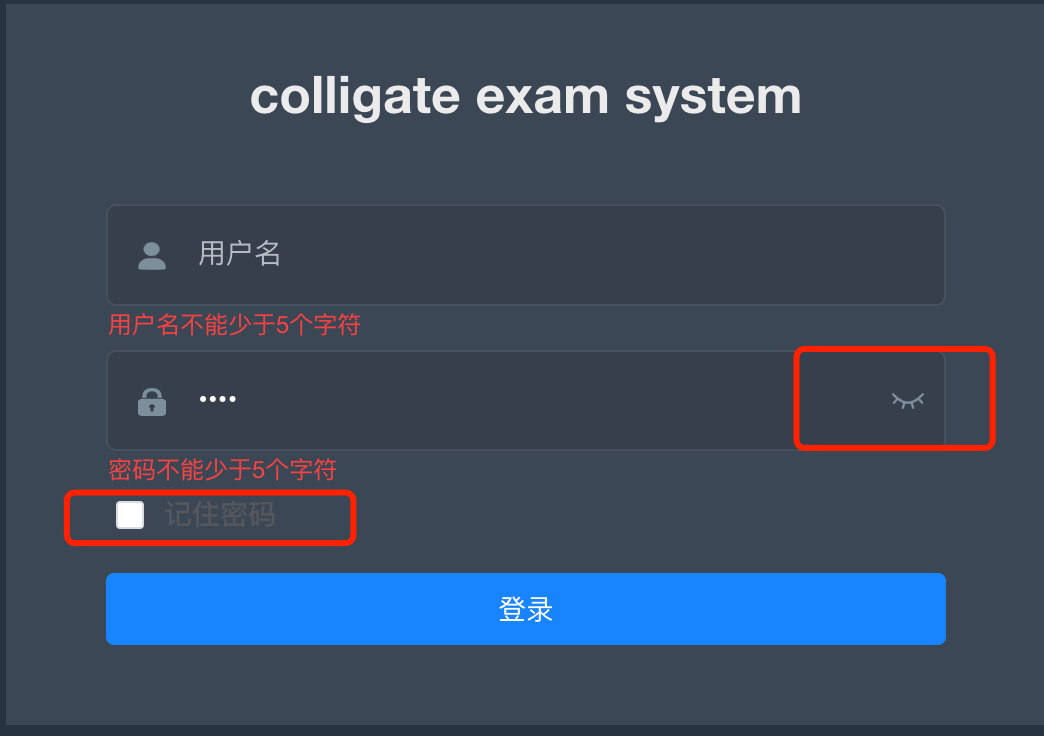 colligate exam system
用户名
用户名不能少于5个字符
••••
密码不能少于5个字符
记住密码
登录